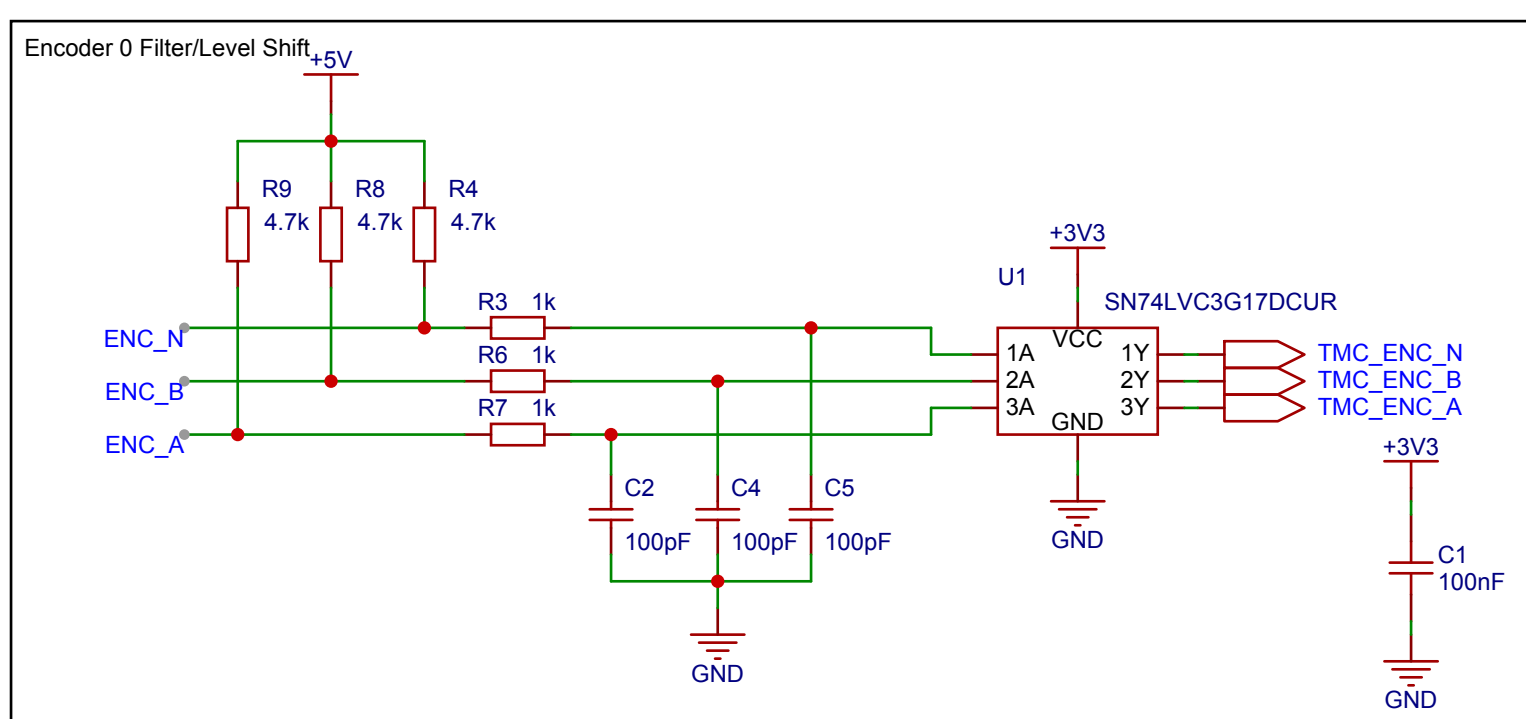 Encoder 0 Filter/Level Shift
+5V
R9
4.7k
R8
4.7k
R4
4.7k
+3V3
U1
SN74LVC3G17DCUR
ENC_N
R3 1k
ENC_B
R6 1k
ENC_A
R7 1k
VCC
1A
1Y
2A
2Y
3A
3Y
GND
TMC_ENC_N
TMC_ENC_B
TMC_ENC_A
GND
C2
100pF
C4
100pF
C5
100pF
GND
+3V3
C1
100nF
GND